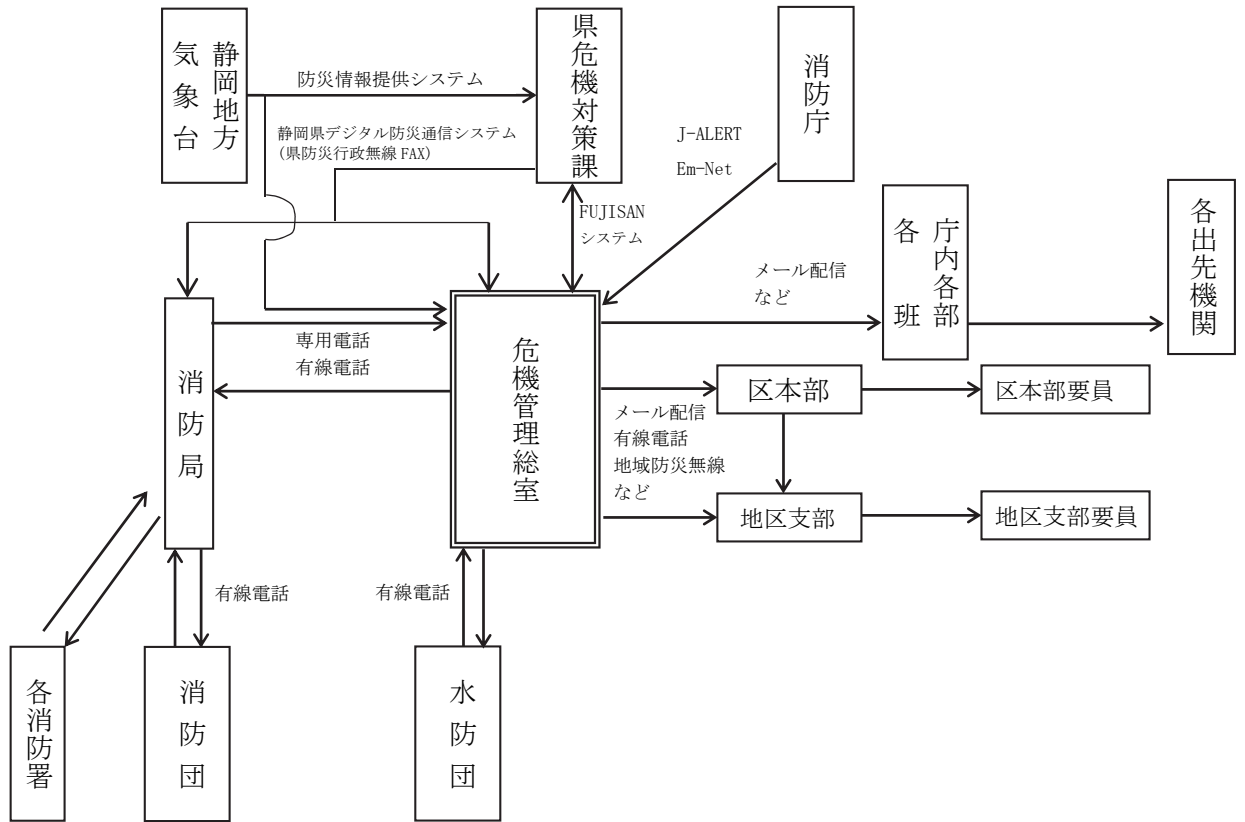 静岡地方
気象台
県危機対策課
消防庁
防災情報提供システム
静岡県デジタル防災通信システム
(県防災行政無線 FAX)
J-ALERT
Em-Net
FUJISAN
システム
庁内各部
各班
各出先機関
メール配信
など
消防局
専用電話
有線電話
危機管理総室
区本部
区本部要員
メール配信
有線電話
地域防災無線
など
地区支部
地区支部要員
有線電話
有線電話
各消防署
消防団
水防団